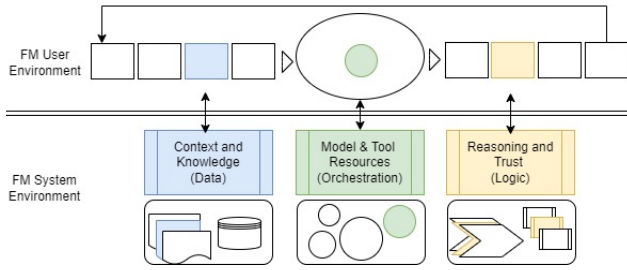 FM User
Environment
Context and
Knowledge
(Data)
Model & Tool
Resources
(Orchestration)
Reasoning and
Trust
(Logic)
FM System
Environment